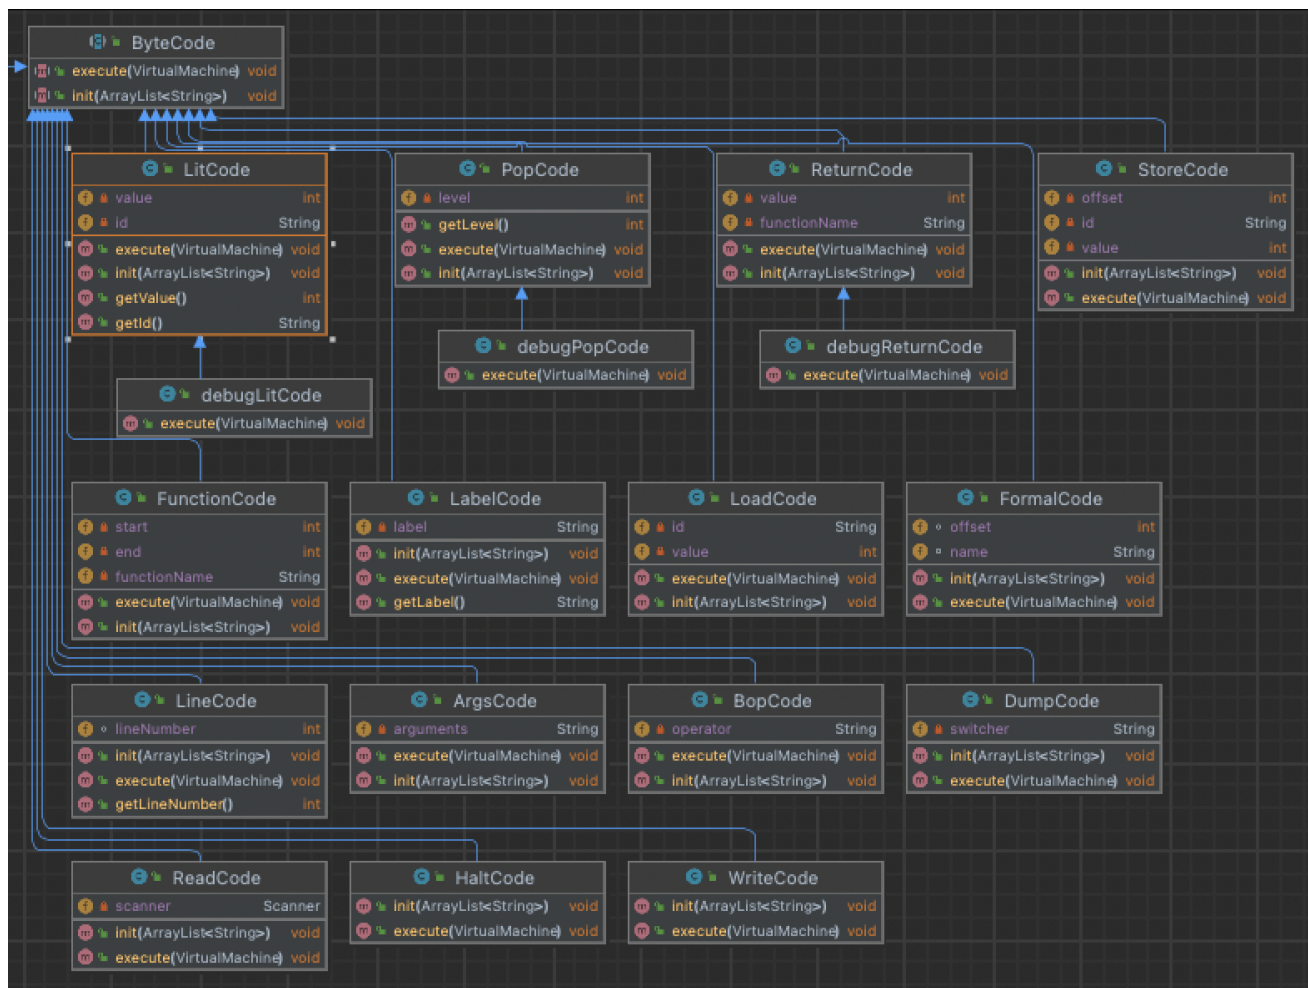 ByteCode
execute(VirtualMachine) void
init(ArrayList<String>) void
LitCode
value int
id String
execute(VirtualMachine) void
init(ArrayList<String>) void
getValue() int
getId() String
PopCode
level int
getLevel() int
execute(VirtualMachine) void
init(ArrayList<String>) void
ReturnCode
value int
functionName String
execute(VirtualMachine) void
init(ArrayList<String>) void
StoreCode
offset int
id String
value int
init(ArrayList<String>) void
execute(VirtualMachine) void
debugLitCode
execute(VirtualMachine) void
debugPopCode
execute(VirtualMachine) void
debugReturnCode
execute(VirtualMachine) void
FunctionCode
start int
end int
functionName String
execute(VirtualMachine) void
init(ArrayList<String>) void
LabelCode
label String
init(ArrayList<String>) void
execute(VirtualMachine) void
getLabel() String
LoadCode
id String
value int
execute(VirtualMachine) void
init(ArrayList<String>) void
FormalCode
offset int
name String
init(ArrayList<String>) void
execute(VirtualMachine) void
LineCode
lineNumber int
init(ArrayList<String>) void
execute(VirtualMachine) void
getLineNumber() int
ArgsCode
arguments String
execute(VirtualMachine) void
init(ArrayList<String>) void
BopCode
operator String
execute(VirtualMachine) void
init(ArrayList<String>) void
DumpCode
switcher String
init(ArrayList<String>) void
execute(VirtualMachine) void
ReadCode
scanner Scanner
init(ArrayList<String>) void
execute(VirtualMachine) void
HaltCode
init(ArrayList<String>) void
execute(VirtualMachine) void
WriteCode
init(ArrayList<String>) void
execute(VirtualMachine) void